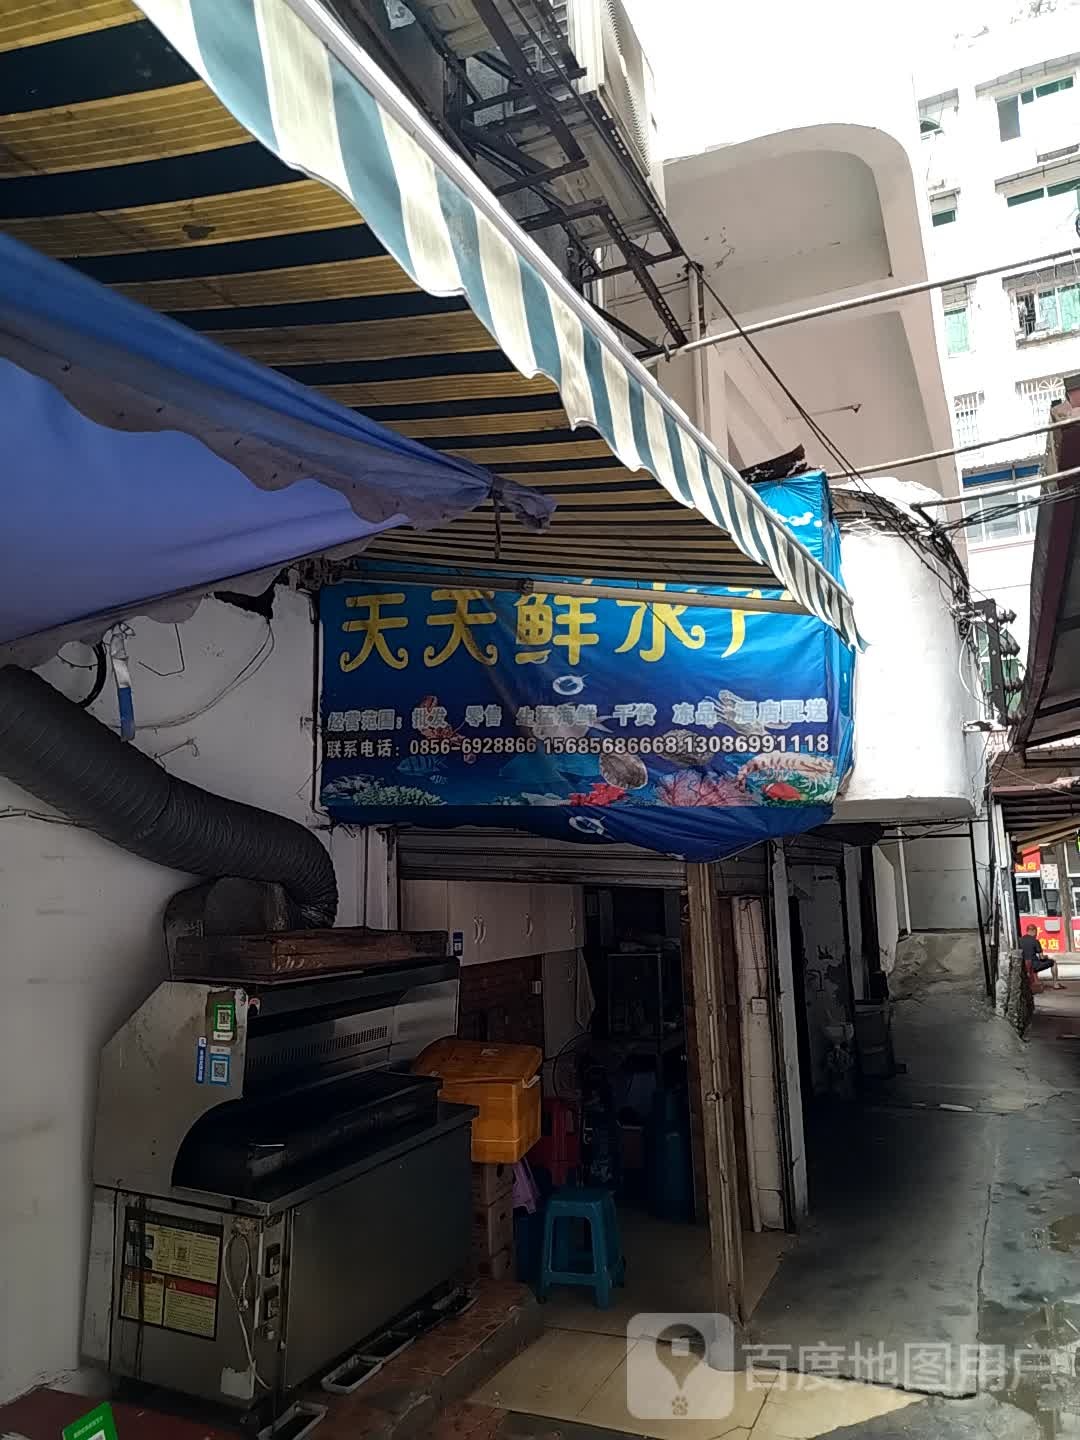 天天鲜水产
经营范围：批发 零售 生猛海鲜 干货 冻品 酒店配送
联系电话：0856-6928866 15685686668 13086991118
百度地图用户